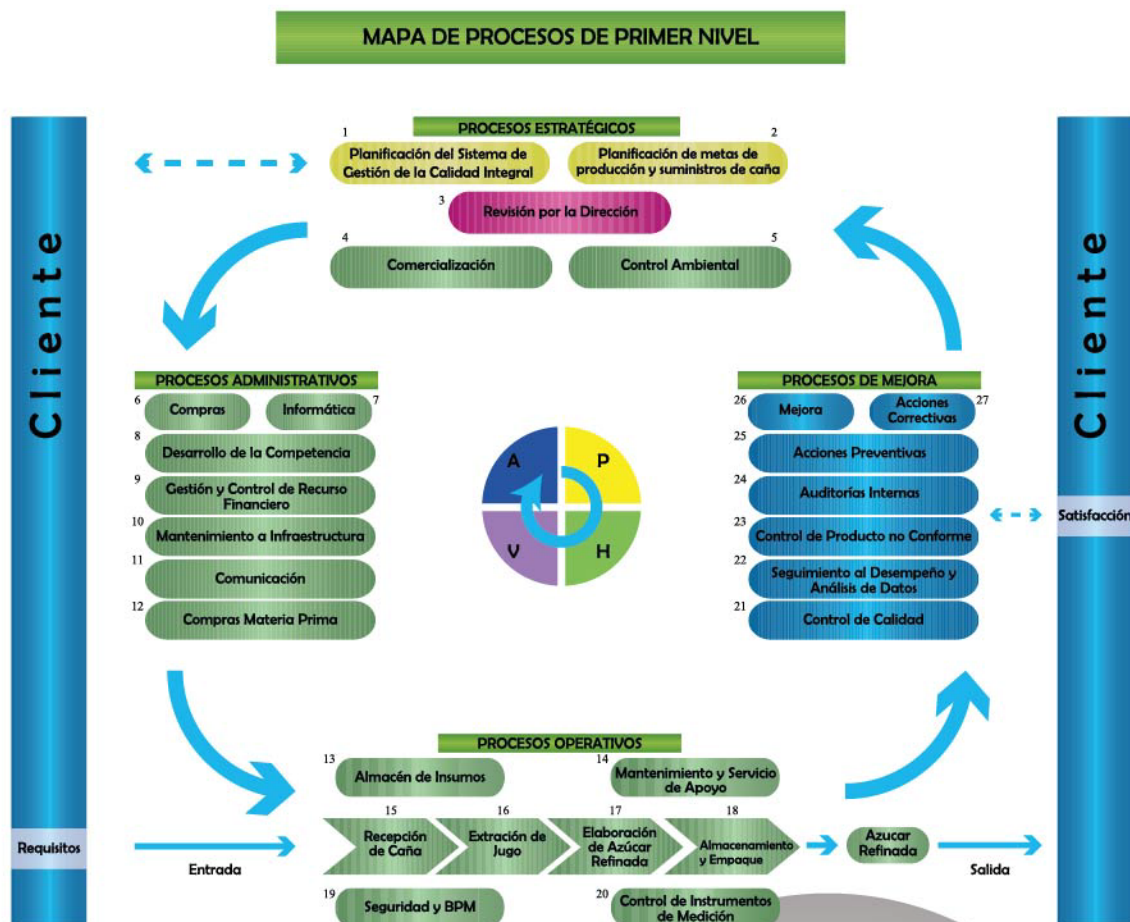 MAPA DE PROCESOS DE PRIMER NIVEL
Cliente
Requisitos
Entrada
PROCESOS ESTRATÉGICOS
1
Planificación del Sistema de
Gestión de la Calidad Integral
2
Planificación de metas de
producción y suministros de caña
3
Revisión por la Dirección
4
Comercialización
5
Control Ambiental
PROCESOS ADMINISTRATIVOS
6
Compras
Informática
7
8
Desarrollo de la Competencia
9
Gestión y Control de Recurso
Financiero
10
Mantenimiento a Infraestructura
11
Comunicación
12
Compras Materia Prima
A
P
V
H
PROCESOS DE MEJORA
26
Mejora
Acciones
Correctivas
27
25
Acciones Preventivas
24
Auditorías Internas
23
Control de Producto no Conforme
22
Seguimiento al Desempeño y
Análisis de Datos
21
Control de Calidad
PROCESOS OPERATIVOS
13
Almacén de Insumos
14
Mantenimiento y Servicio
de Apoyo
15
Recepción
de Caña
16
Extración de
Jugo
17
Elaboración
de Azúcar
Refinada
18
Almacenamiento
y Empaque
19
Seguridad y BPM
20
Control de Instrumentos
de Medición
Azucar
Refinada
Salida
Cliente
Satisfacción